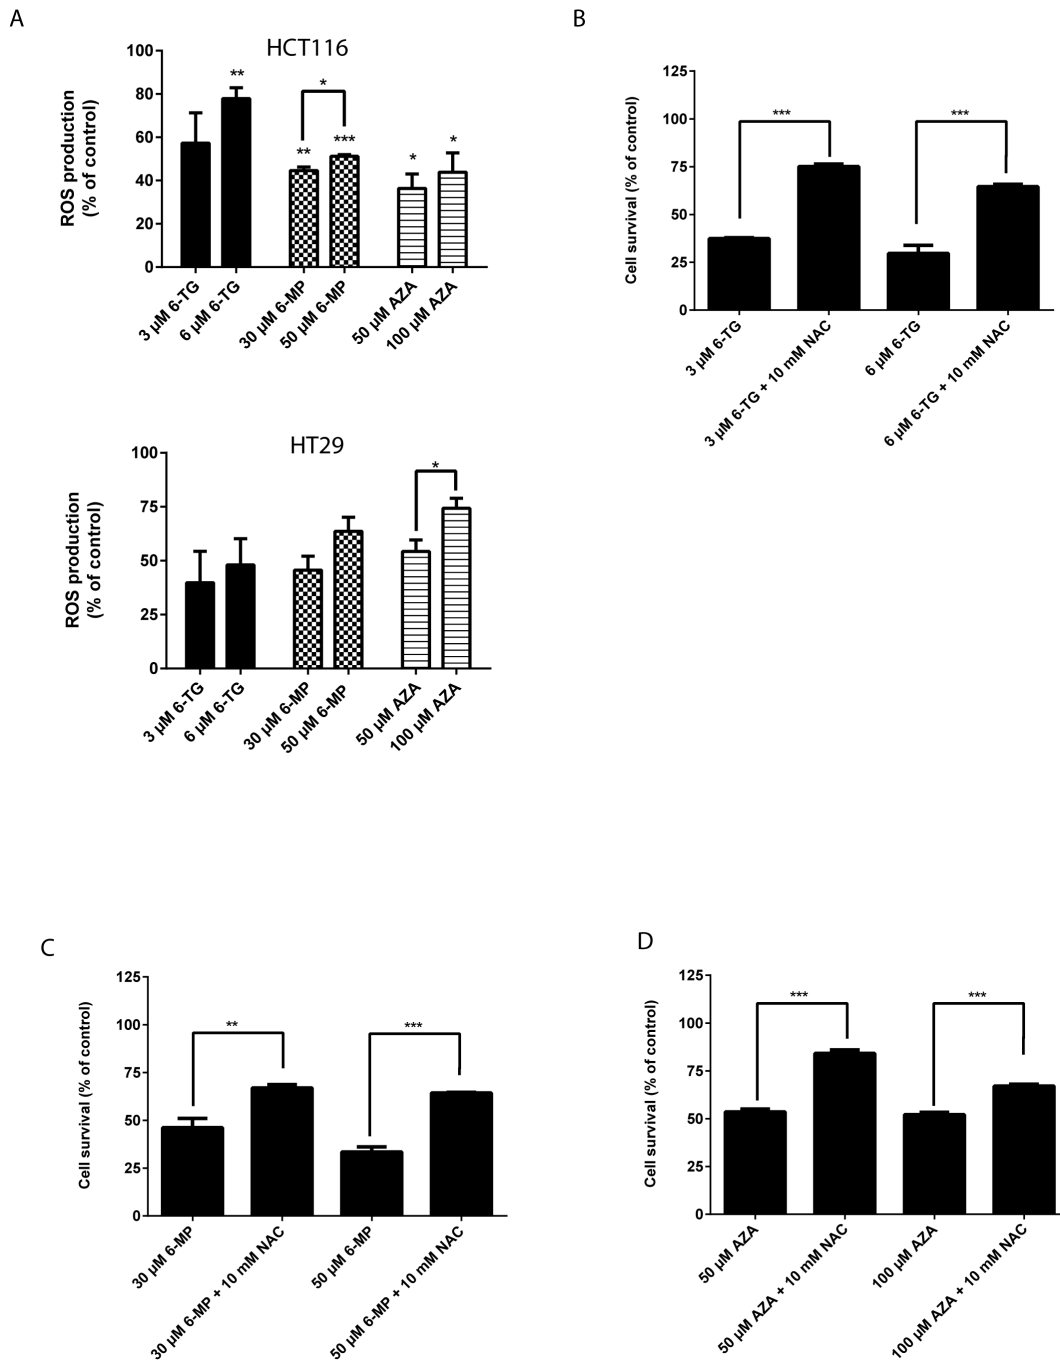 A
HCT116
ROS production
(% of control)
100
80
60
40
20
0
**
*
**
***
*
*
3 µM 6-TG
6 µM 6-TG
30 µM 6-MP
50 µM 6-MP
50 µM AZA
100 µM AZA
HT29
ROS production
(% of control)
100
75
50
25
0
*
3 µM 6-TG
6 µM 6-TG
30 µM 6-MP
50 µM 6-MP
50 µM AZA
100 µM AZA
B
Cell survival (% of control)
125
100
75
50
25
0
***
***
3 µM 6-TG
3 µM 6-TG + 10 mM NAC
6 µM 6-TG
6 µM 6-TG + 10 mM NAC
C
Cell survival (% of control)
125
100
75
50
25
0
**
***
30 µM 6-MP
30 µM 6-MP + 10 mM NAC
50 µM 6-MP
50 µM 6-MP + 10 mM NAC
D
Cell survival (% of control)
125
100
75
50
25
0
***
***
50 µM AZA
50 µM AZA + 10 mM NAC
100 µM AZA
100 µM AZA + 10 mM NAC